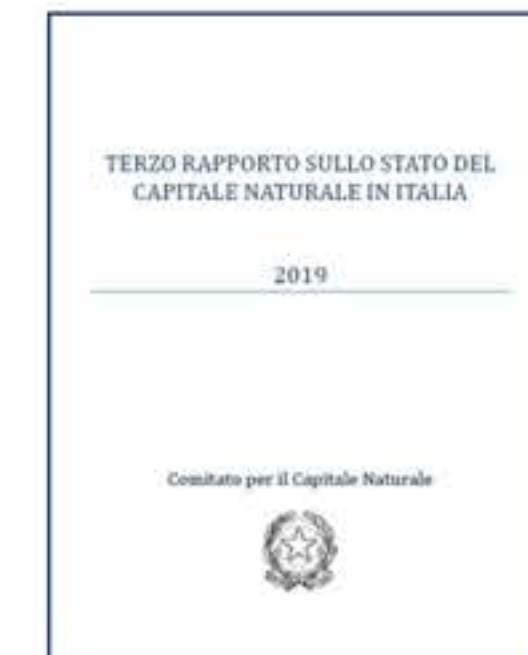 TERZO RAPPORTO SULLO STATO DEL
CAPITALE NATURALE IN ITALIA
2019
Comitato per il Capitale Naturale